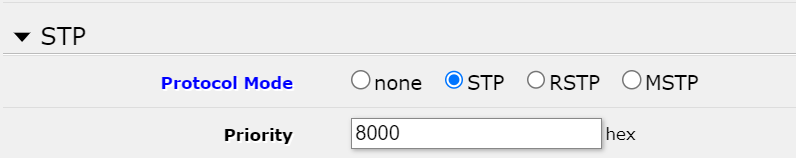 STP
Protocol Mode none STP RSTP MSTP
Priority 8000 hex